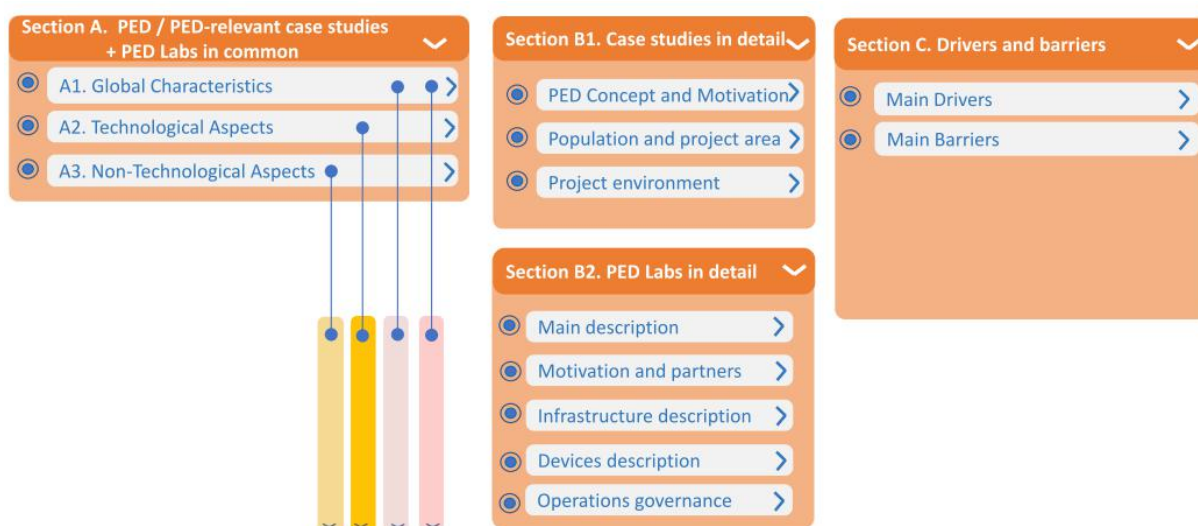 Section A. PED / PED-relevant case studies
+ PED Labs in common
A1. Global Characteristics
A2. Technological Aspects
A3. Non-Technological Aspects
Section B1. Case studies in detail
PED Concept and Motivation
Population and project area
Project environment
Section B2. PED Labs in detail
Main description
Motivation and partners
Infrastructure description
Devices description
Operations governance
Section C. Drivers and barriers
Main Drivers
Main Barriers